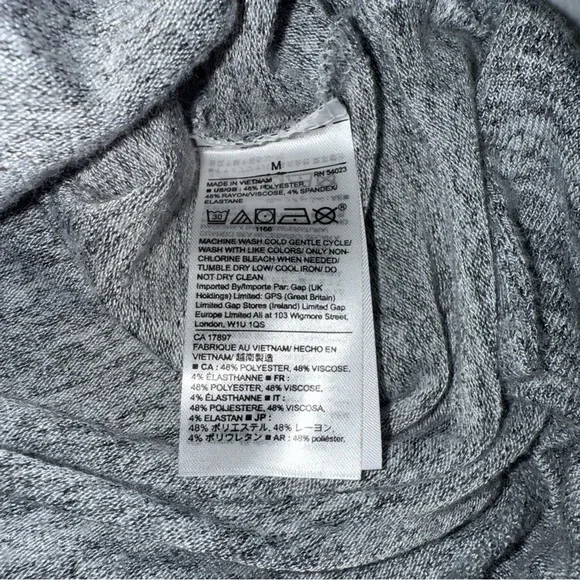 M
RN 54023
MADE IN VIETNAM
■ US/GB: 48% POLYESTER,
48% RAYON/VISCOSE, 4% SPANDEX/
ELASTANE
30
®
1166
MACHINE WASH COLD GENTLE CYCLE/
WASH WITH LIKE COLORS/ ONLY NON-
CHLORINE BLEACH WHEN NEEDED/
TUMBLE DRY LOW/ COOL IRON/ DO
NOT DRY CLEAN
Imported By/Importe Par: Gap (UK
Holdings) Limited: GPS (Great Britain)
Limited Gap Stores (Ireland) Limited Gap
Europe Limited All at 103 Wigmore Street,
London, W1U 1QS
CA 17897
FABRIQUE AU VIETNAM/ HECHO EN
VIETNAM/ 越南製造
■ CA : 48% POLYESTER, 48% VISCOSE,
4% ÉLASTHANNE ■ FR :
48% POLYESTER, 48% VISCOSE,
4% ÉLASTHANNE ■ IT :
48% POLIESTERE, 48% VISCOSA,
4% ELASTAN ■ JP :
48% ポリエステル, 48% レーヨン,
4% ポリウレタン ■ AR : 48% poliéster,